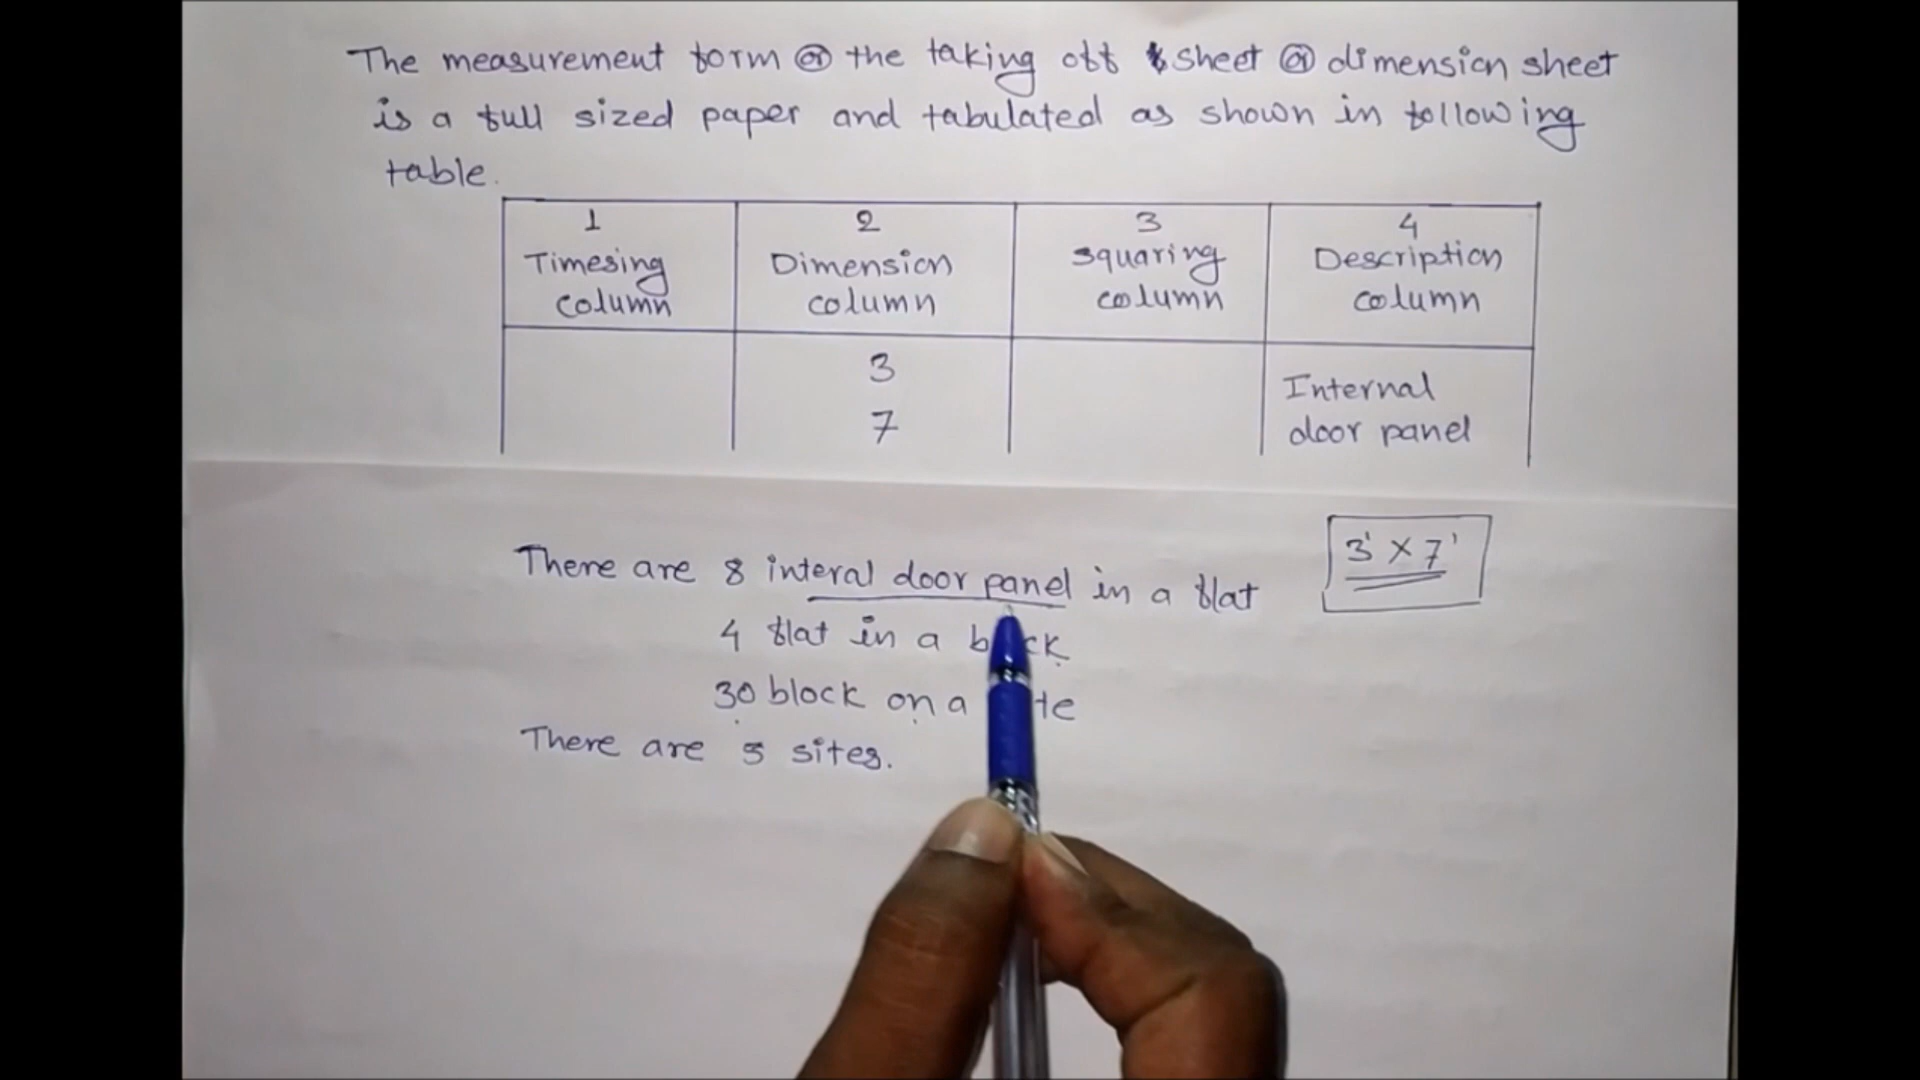 The measurement form or the taking off sheet or dimension sheet
is a full sized paper and tabulated as shown in following
table.
1 2 3 4
Timesing Dimension squaring Description
column column column column
3
7
Internal
door panel
There are 8 interal door panel in a flat
3' × 7'
4 flat in a
30 block on a
There are 5 sites.